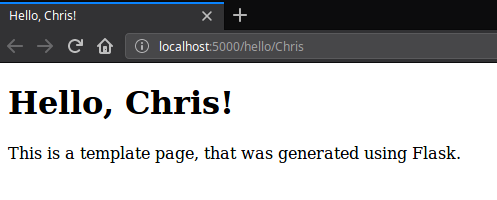 Hello, Chris!
localhost:5000/hello/Chris
Hello, Chris!
This is a template page, that was generated using Flask.